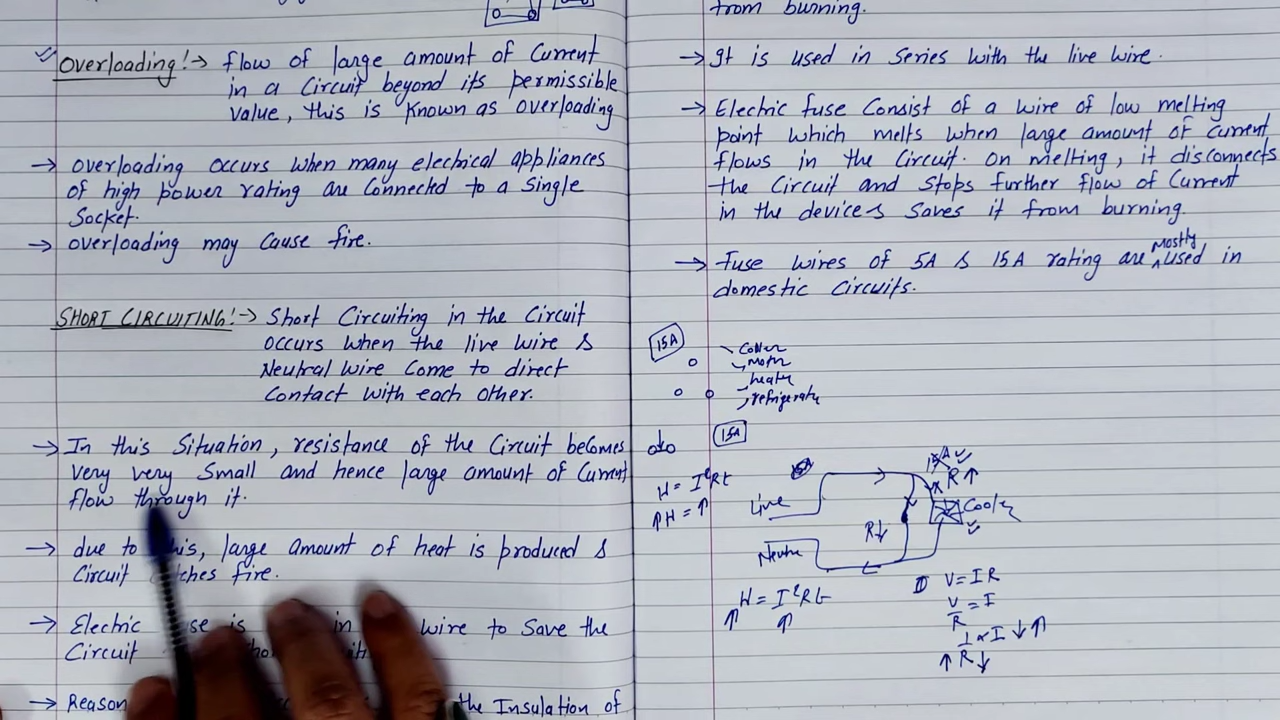 Overloading!→ flow of large amount of Current
in a Circuit beyond its permissible
value, this is known as overloading
→ overloading occurs when many electrical appliances
of high power rating are connected to a single
Socket.
→ overloading may cause fire.
SHORT CIRCUITING!→ Short Circuiting in the Circuit
occurs when the live wire &
Neutral wire come to direct
Contact with each other.
→ In this Situation, resistance of the Circuit becomes
very very Small and hence large amount of Current
flow through it.
→ due to this, large amount of heat is produced &
Circuit catches fire.
→ Electric is in wire to Save the
Circuit
→ Reason the Insulation of
from burning.
→ It is used in Series with the live wire.
→ Electric fuse Consist of a wire of low melting
point which melts when large amount of current
flows in the Circuit. on melting, it disconnects
the Circuit and Stops further flow of Current
in the device & Saves it from burning.
→ Fuse wires of 5A & 15A rating are mostly used in
domestic Circuits.
15A
Cooler
motor
heater
refrigerator
15A
H = I²Rt
↑H = ↑
Live
Neutral
15A
R↑
R↓
Cooler
H = I²Rt
↑ ↑
V = IR
V/R = I
1/R ∝ I ↓↑
↑ ↓